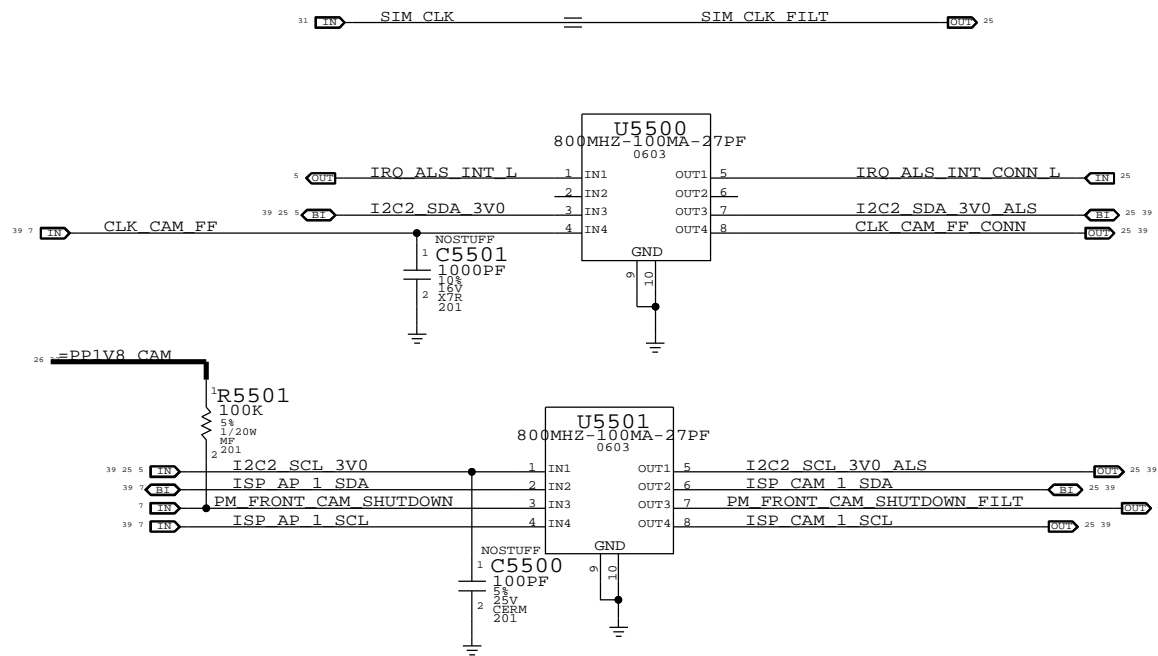 31 IN SIM CLK SIM CLK FILT OUT 25
U5500
800MHZ-100MA-27PF
0603
5 OUT IRQ_ALS_INT_L 1 IN1 OUT1 5 IRQ_ALS_INT_CONN_L IN 25
2 IN2 OUT2 6
39 25 5 BI I2C2_SDA_3V0 3 IN3 OUT3 7 I2C2_SDA_3V0_ALS BI 25 39
39 7 IN CLK_CAM_FF 4 IN4 OUT4 8 CLK_CAM_FF_CONN OUT 25 39
GND
9 10
NOSTUFF
1 C5501
1000PF
10%
16V
2 X7R
201
26 =PP1V8_CAM
1 R5501
100K
5%
1/20W
MF
2 201
U5501
800MHZ-100MA-27PF
0603
39 25 5 IN I2C2_SCL_3V0 1 IN1 OUT1 5 I2C2_SCL_3V0_ALS OUT 25 39
39 7 BI ISP_AP_1_SDA 2 IN2 OUT2 6 ISP_CAM_1_SDA BI 25 39
7 IN PM_FRONT_CAM_SHUTDOWN 3 IN3 OUT3 7 PM_FRONT_CAM_SHUTDOWN_FILT OUT
39 7 IN ISP_AP_1_SCL 4 IN4 OUT4 8 ISP_CAM_1_SCL OUT 25 39
GND
9 10
NOSTUFF
1 C5500
100PF
5%
25V
2 CERM
201